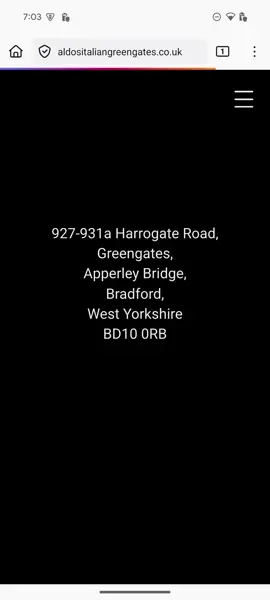 7:03
aldositaliangreengates.co.uk
1
927-931a Harrogate Road,
Greengates,
Apperley Bridge,
Bradford,
West Yorkshire
BD10 0RB